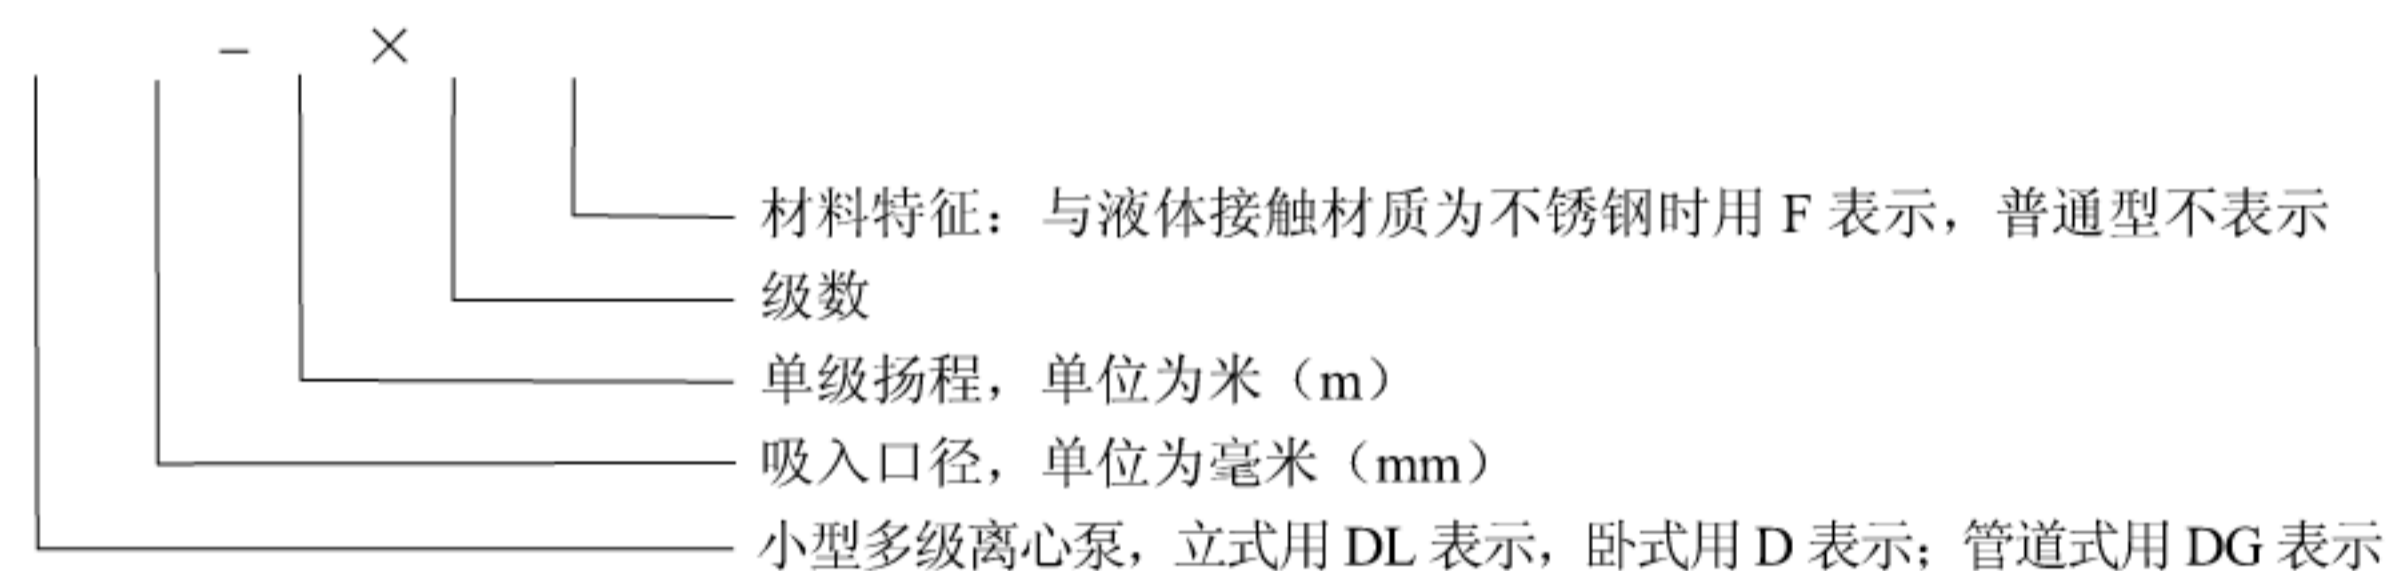 － ×
材料特征：与液体接触材质为不锈钢时用 F 表示，普通型不表示
级数
单级扬程，单位为米（m）
吸入口径，单位为毫米（mm）
小型多级离心泵，立式用 DL 表示，卧式用 D 表示；管道式用 DG 表示